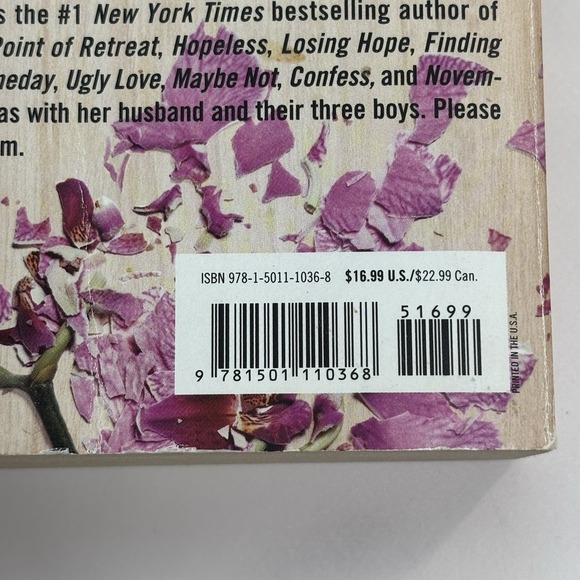 s the #1 New York Times bestselling author of
Point of Retreat, Hopeless, Losing Hope, Finding
neday, Ugly Love, Maybe Not, Confess, and Novem-
as with her husband and their three boys. Please
m.
ISBN 978-1-5011-1036-8 $16.99 U.S./$22.99 Can.
51699
9 781501 110368
PRINTED IN THE U.S.A.